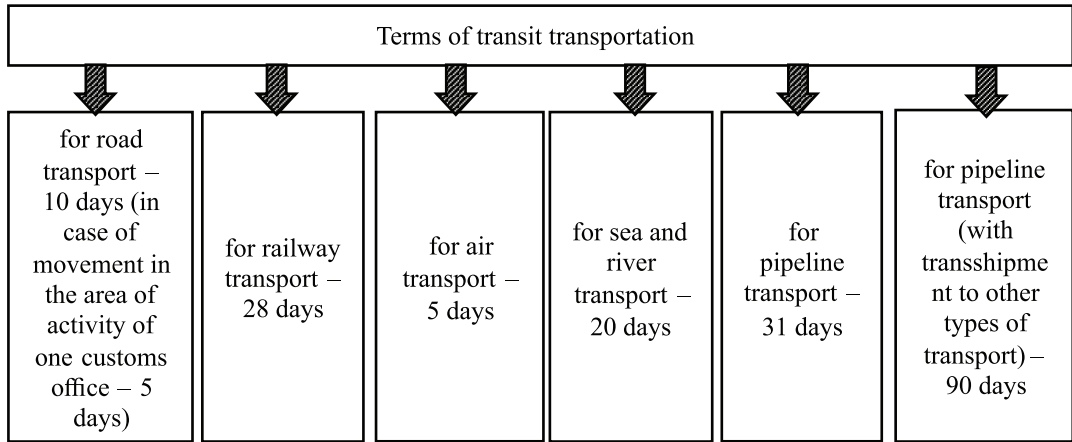 Terms of transit transportation
for road
transport –
10 days (in
case of
movement in
the area of
activity of
one customs
office – 5
days)
for railway
transport –
28 days
for air
transport –
5 days
for sea and
river
transport –
20 days
for
pipeline
transport –
31 days
for pipeline
transport
(with
transshipme
nt to other
types of
transport) –
90 days